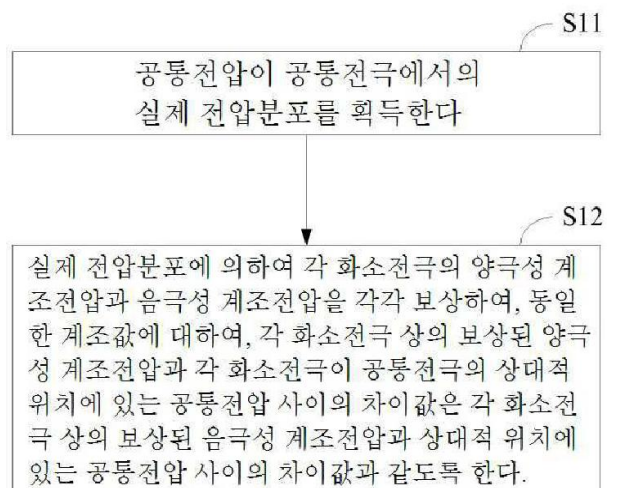 S11
공통전압이 공통전극에서의
실제 전압분포를 획득한다
S12
실제 전압분포에 의하여 각 화소전극의 양극성 계
조전압과 음극성 계조전압을 각각 보상하여, 동일
한 계조값에 대하여, 각 화소전극 상의 보상된 양극
성 계조전압과 각 화소전극이 공통전극의 상대적
위치에 있는 공통전압 사이의 차이값은 각 화소전
극 상의 보상된 음극성 계조전압과 상대적 위치에
있는 공통전압 사이의 차이값과 같도록 한다.